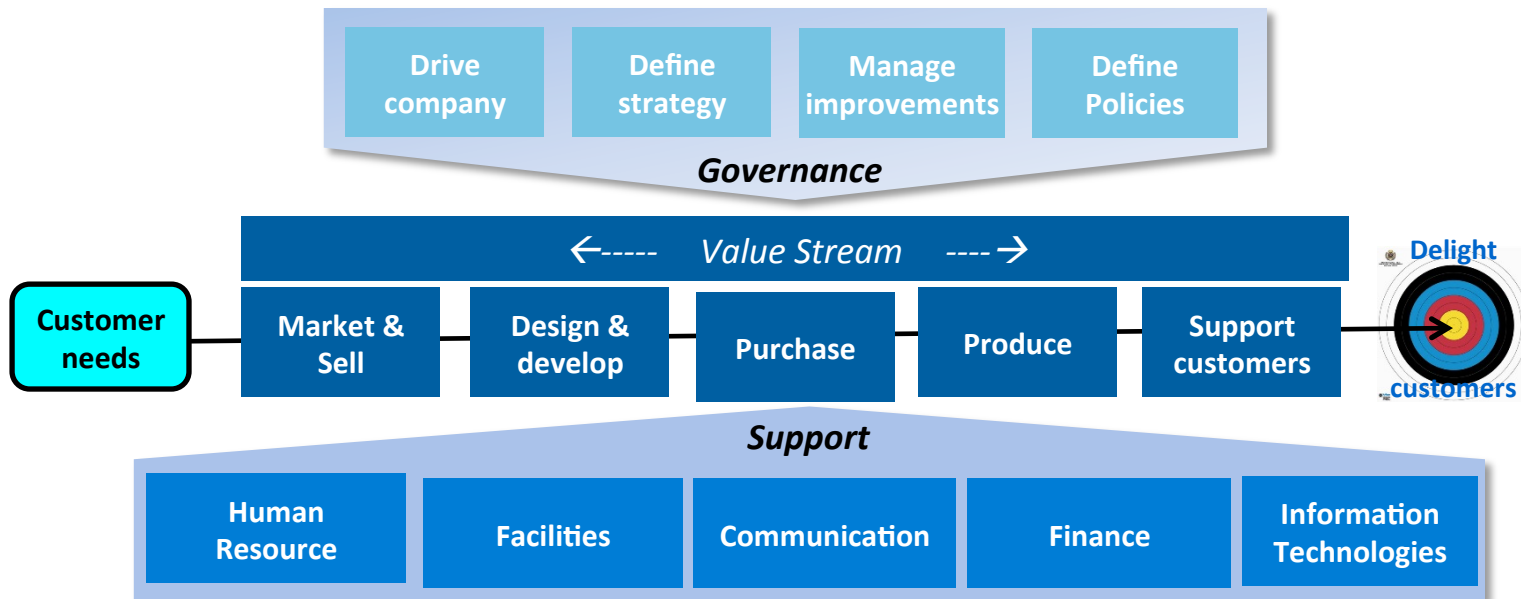 Drive
company
Define
strategy
Manage
improvements
Define
Policies
Governance
←----- Value Stream ----→
Customer
needs
Market &
Sell
Design &
develop
Purchase
Produce
Support
customers
Delight
customers
Support
Human
Resource
Facilities
Communication
Finance
Information
Technologies